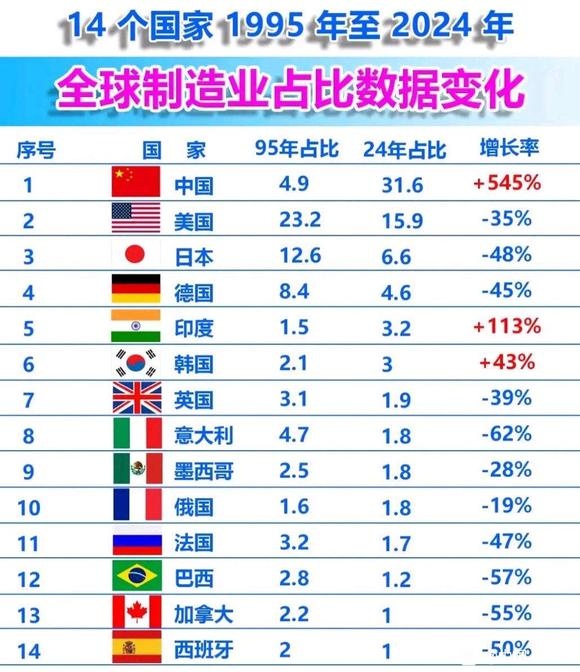 14 个国家 1995 年至 2024 年
全球制造业占比数据变化
序号 国 家 95年占比 24年占比 增长率
1 中国 4.9 31.6 +545%
2 美国 23.2 15.9 -35%
3 日本 12.6 6.6 -48%
4 德国 8.4 4.6 -45%
5 印度 1.5 3.2 +113%
6 韩国 2.1 3 +43%
7 英国 3.1 1.9 -39%
8 意大利 4.7 1.8 -62%
9 墨西哥 2.5 1.8 -28%
10 俄国 1.6 1.8 -19%
11 法国 3.2 1.7 -47%
12 巴西 2.8 1.2 -57%
13 加拿大 2.2 1 -55%
14 西班牙 2 1 -50%